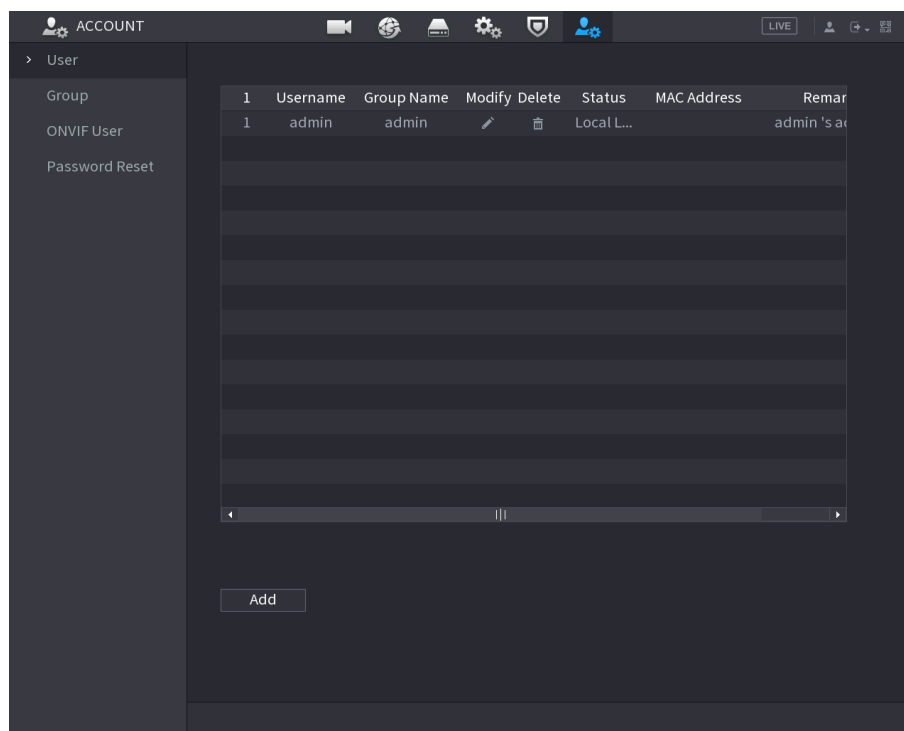 ACCOUNT
LIVE
User
Group
ONVIF User
Password Reset
1 Username Group Name Modify Delete Status MAC Address Remar
1 admin admin Local L... admin 's ac
Add